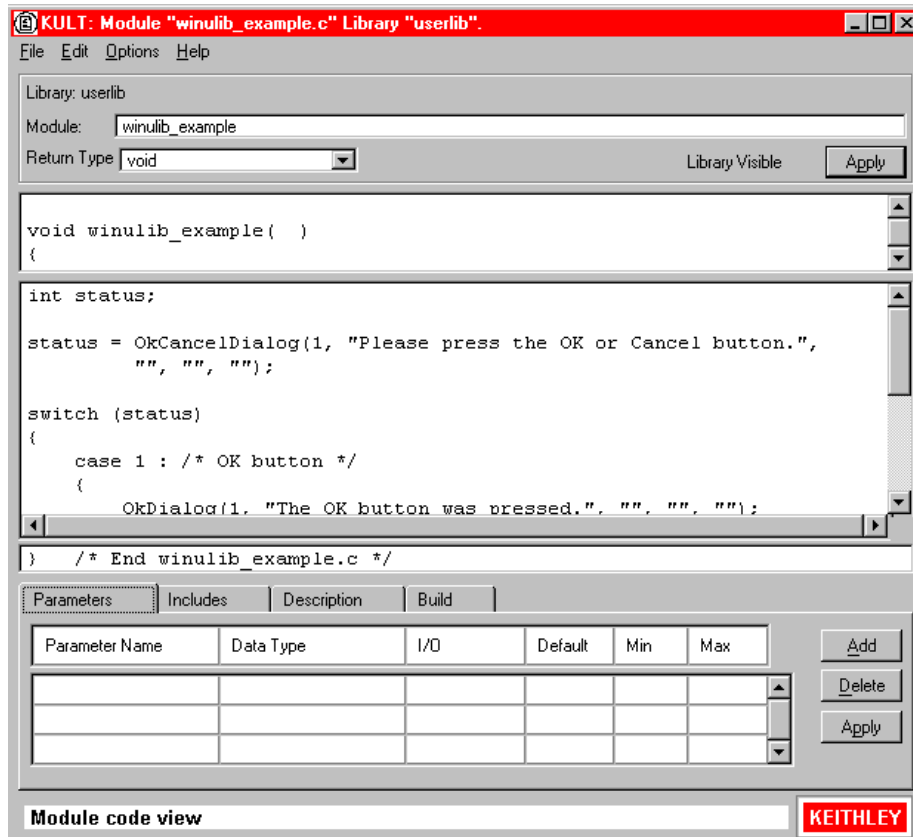 KULT: Module "winulib_example.c" Library "userlib".
File Edit Options Help
Library: userlib
Module: winulib_example
Return Type void Library Visible Apply
void winulib_example(  )
{
int status;
status = OkCancelDialog(1, "Please press the OK or Cancel button.",
"", "", "");
switch (status)
{
case 1 : /* OK button */
{
OkDialog(1, "The OK button was pressed.", "", "", "");
} /* End winulib_example.c */
Parameters Includes Description Build
Parameter Name Data Type I/O Default Min Max Add
Delete
Apply
Module code view KEITHLEY